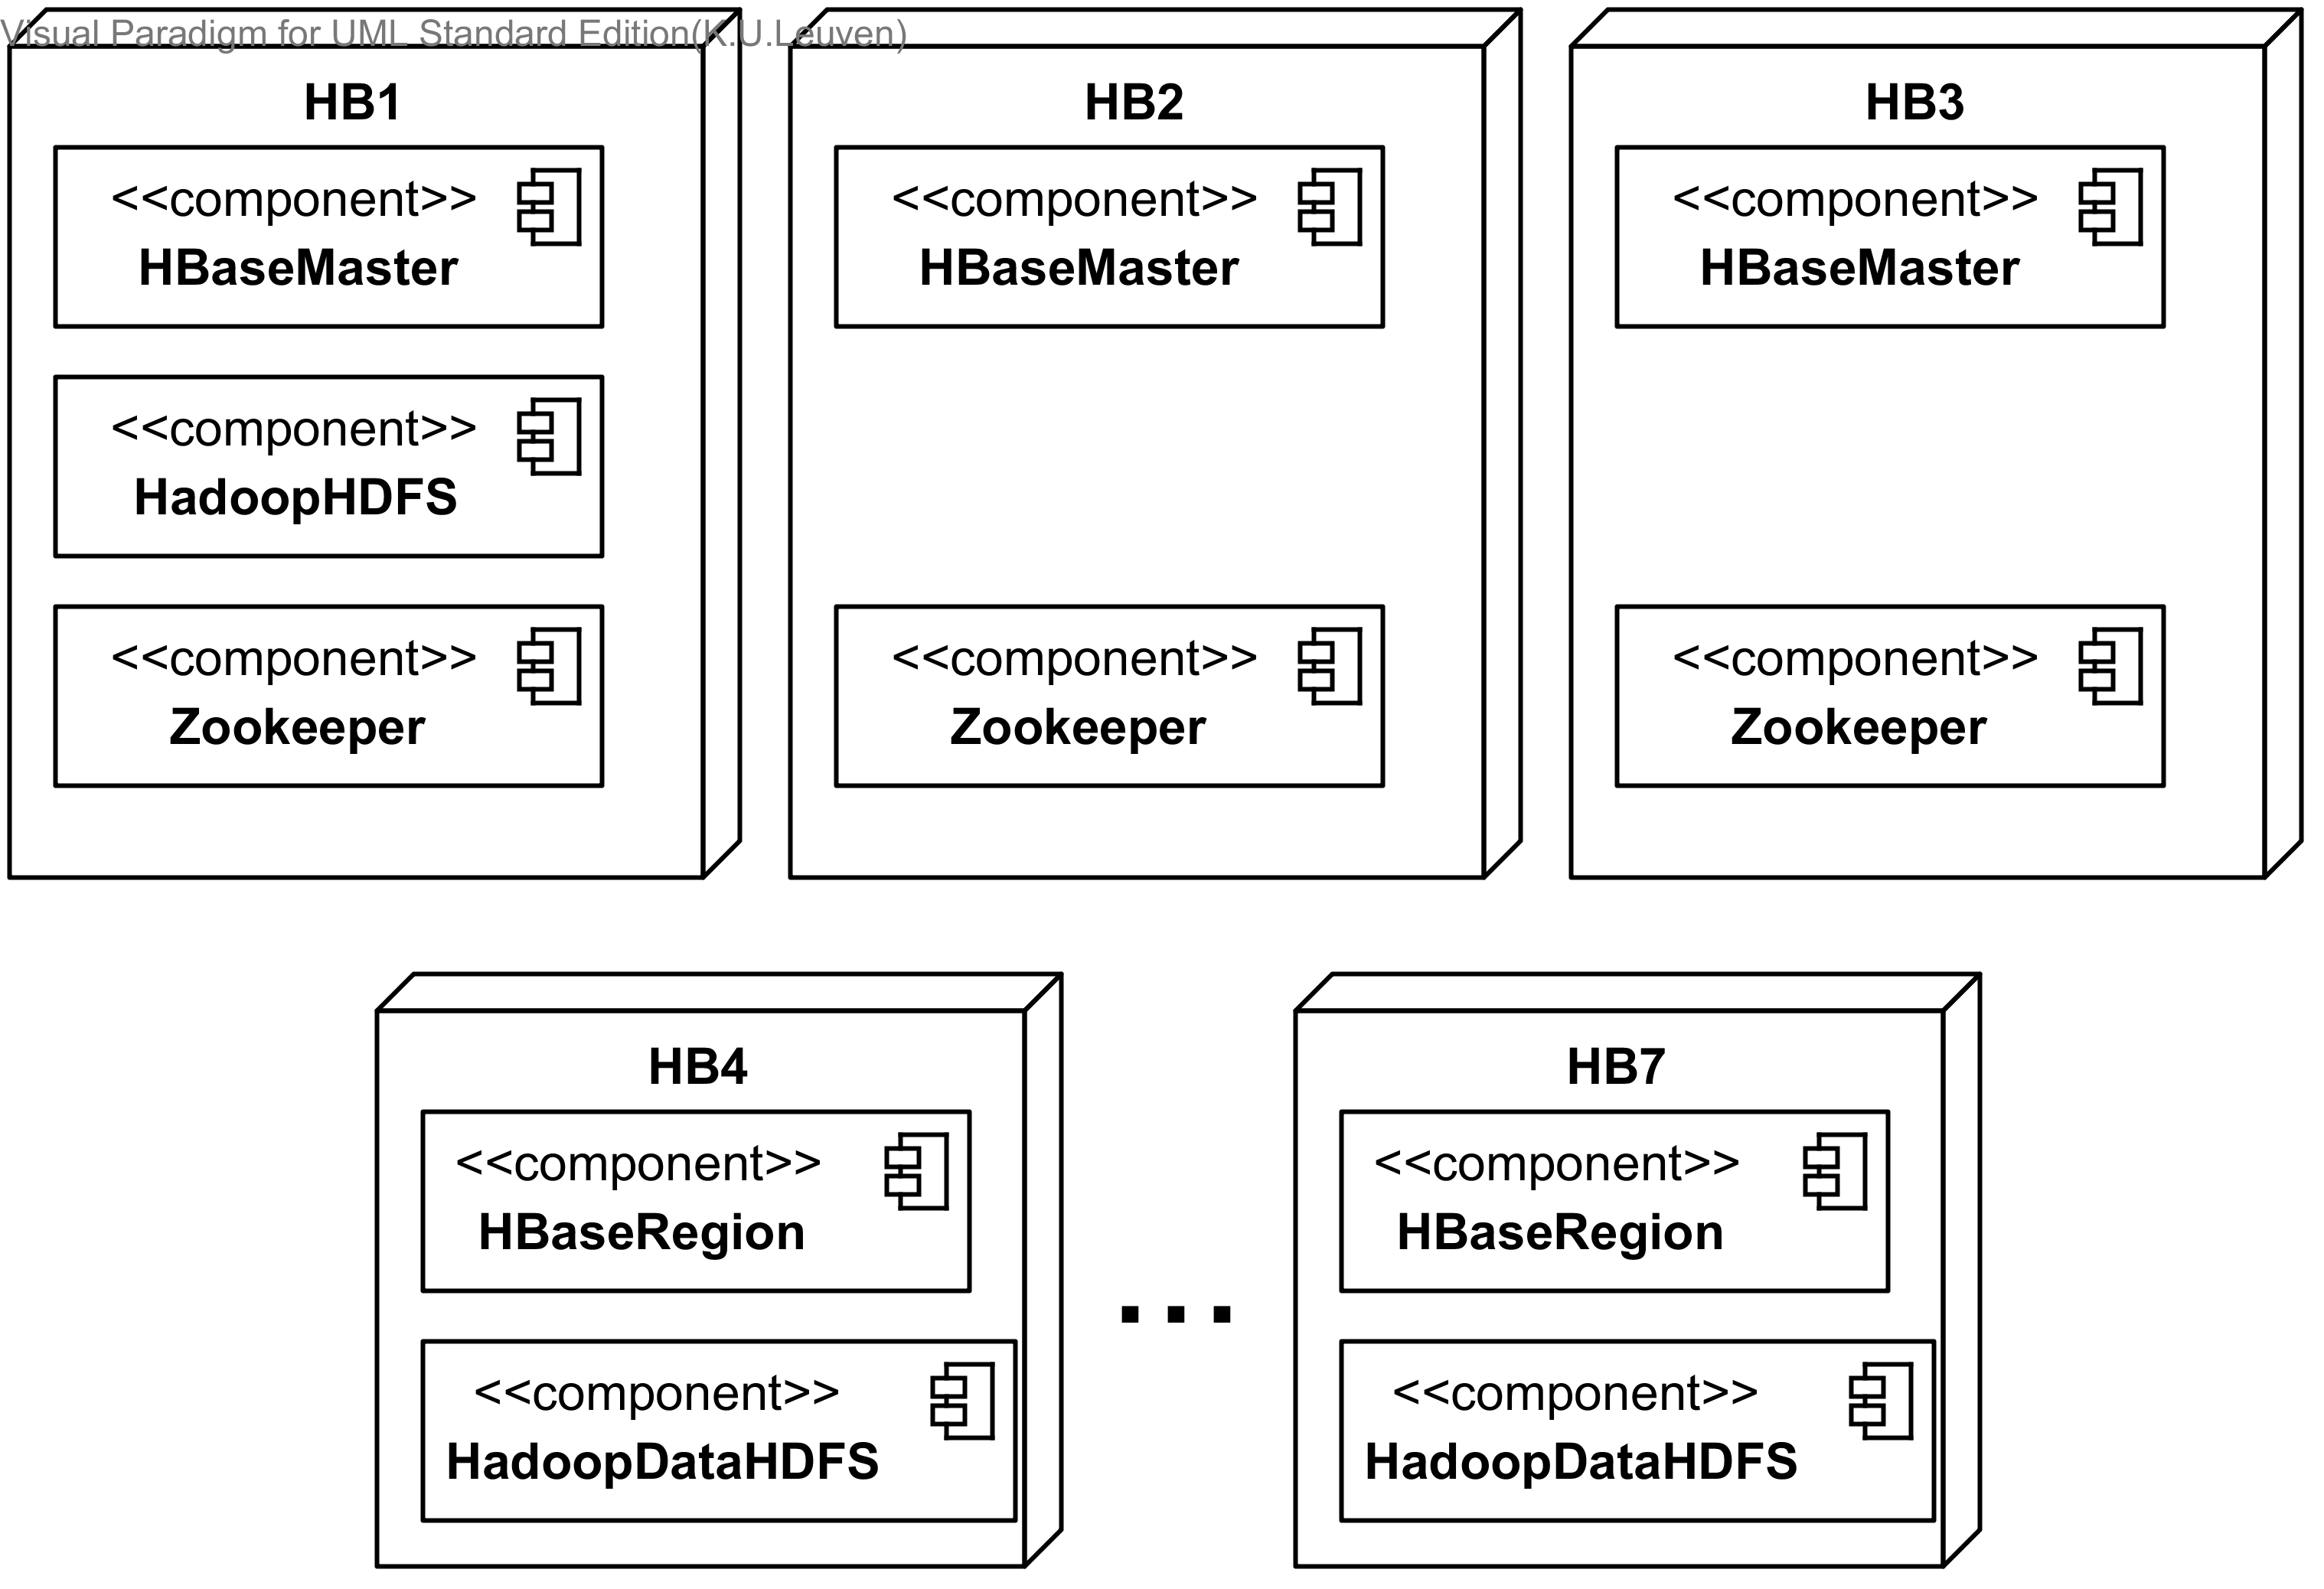 Visual Paradigm for UML Standard Edition(K.U.Leuven)
HB1
<<component>>
HBaseMaster
<<component>>
HadoopHDFS
<<component>>
Zookeeper
HB2
<<component>>
HBaseMaster
<<component>>
Zookeeper
HB3
<<component>>
HBaseMaster
<<component>>
Zookeeper
HB4
<<component>>
HBaseRegion
<<component>>
HadoopDataHDFS
...
HB7
<<component>>
HBaseRegion
<<component>>
HadoopDataHDFS